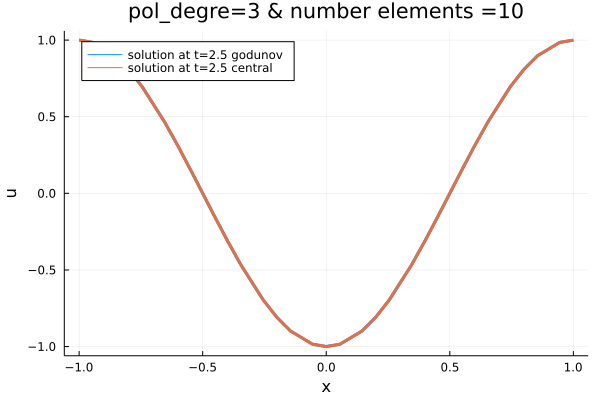 pol_degre=3 & number elements =10
solution at t=2.5 godunov
solution at t=2.5 central
1.0
0.5
0.0
−0.5
−1.0
u
−1.0 −0.5 0.0 0.5 1.0
x